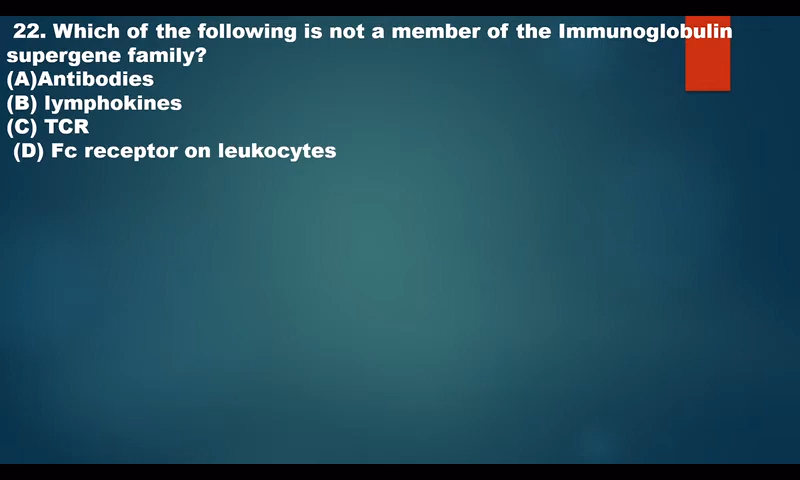 22. Which of the following is not a member of the Immunoglobulin
supergene family?
(A)Antibodies
(B) lymphokines
(C) TCR
(D) Fc receptor on leukocytes